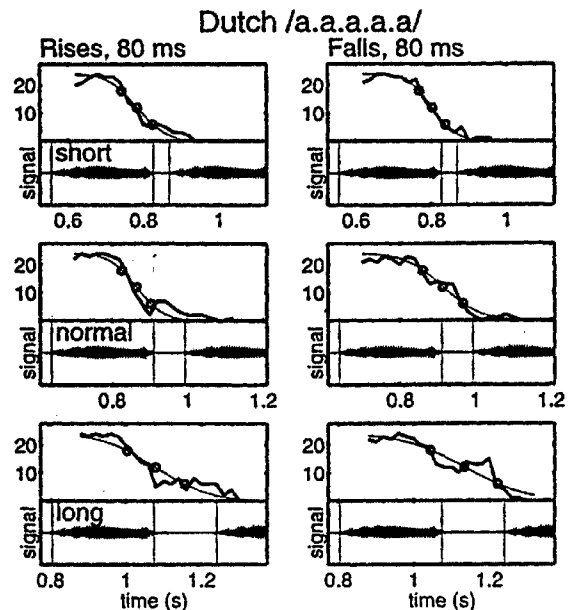 Dutch /a.a.a.a.a/
Rises, 80 ms
Falls, 80 ms
20
10
20
10
signal
short
signal
0.6 0.8 1
0.6 0.8 1
20
10
20
10
signal
normal
signal
0.8 1 1.2
0.8 1 1.2
20
10
20
10
signal
long
signal
0.8 1 1.2
0.8 1 1.2
time (s)
time (s)